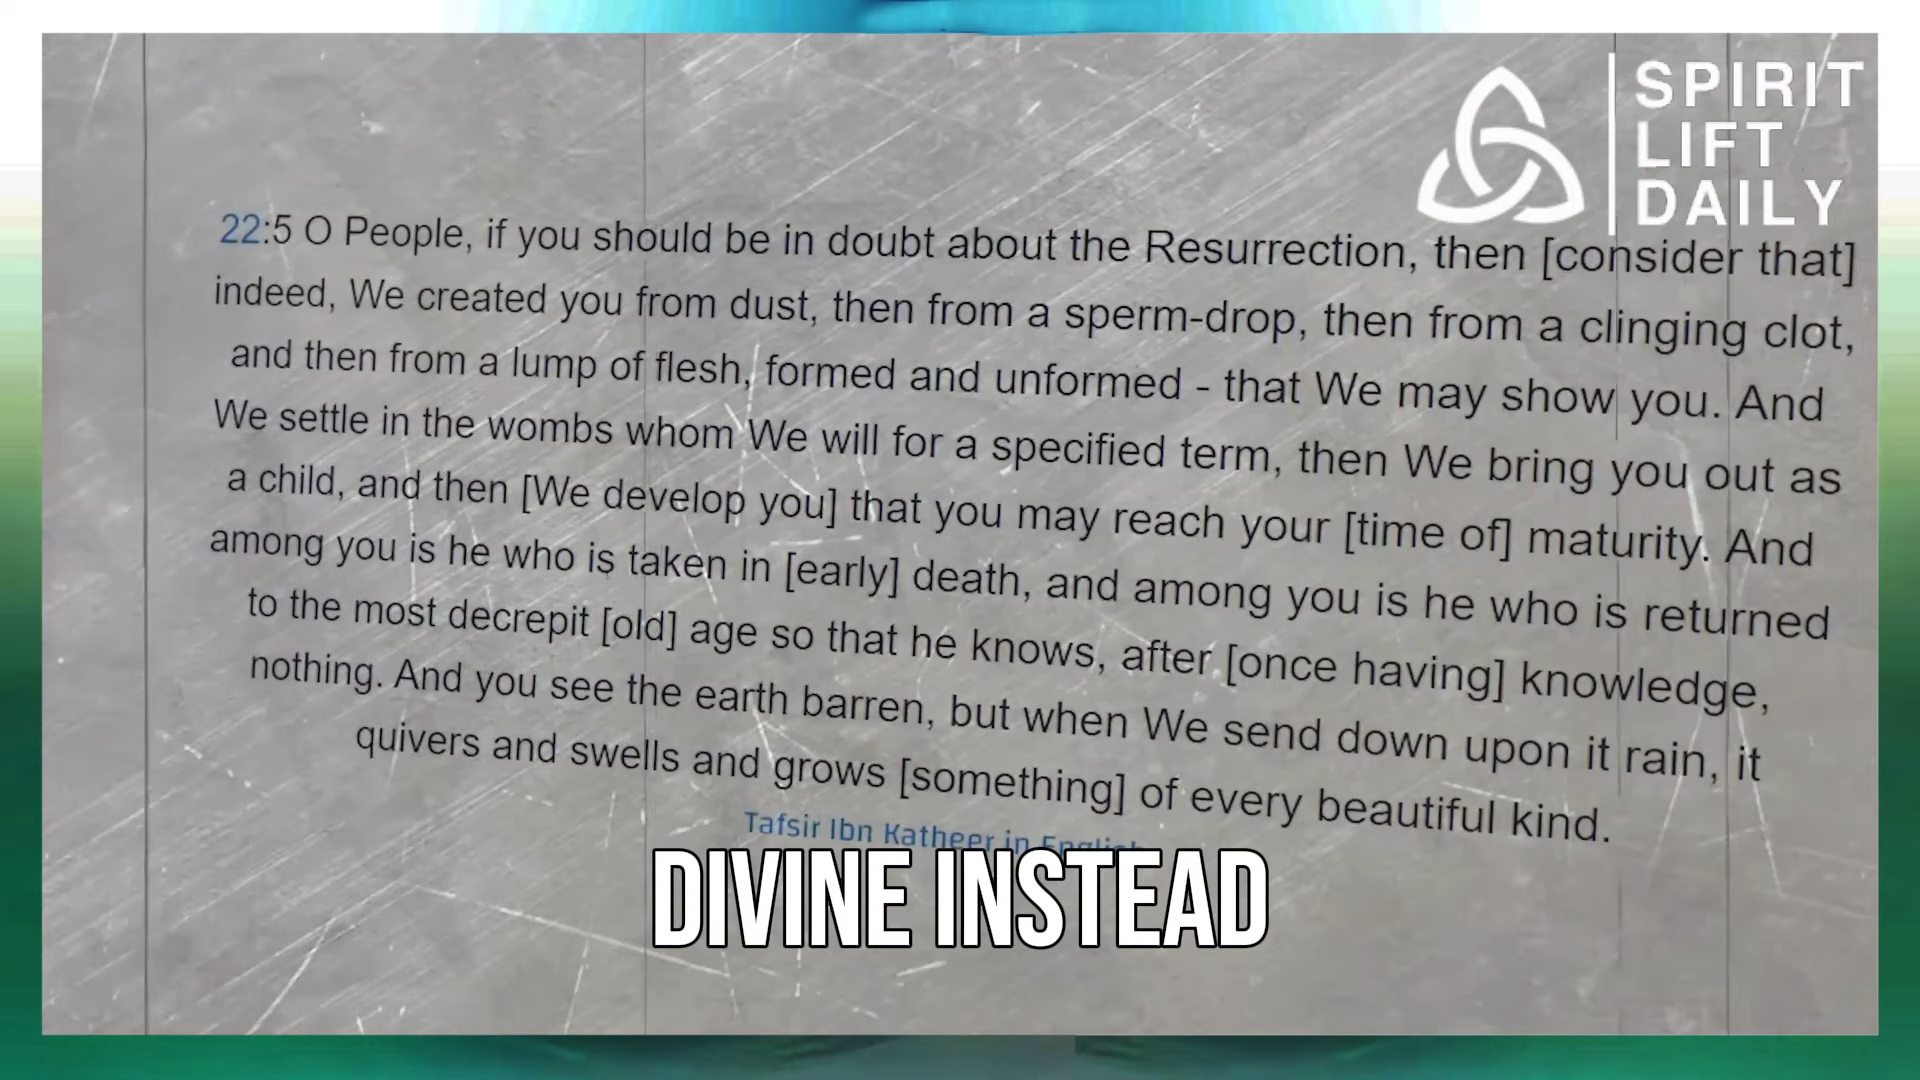 SPIRIT
LIFT
DAILY
22:5 O People, if you should be in doubt about the Resurrection, then [consider that]
indeed, We created you from dust, then from a sperm-drop, then from a clinging clot,
and then from a lump of flesh, formed and unformed - that We may show you. And
We settle in the wombs whom We will for a specified term, then We bring you out as
a child, and then [We develop you] that you may reach your [time of] maturity. And
among you is he who is taken in [early] death, and among you is he who is returned
to the most decrepit [old] age so that he knows, after [once having] knowledge,
nothing. And you see the earth barren, but when We send down upon it rain, it
quivers and swells and grows [something] of every beautiful kind.
Tafsir Ibn Katheer in English
DIVINE INSTEAD